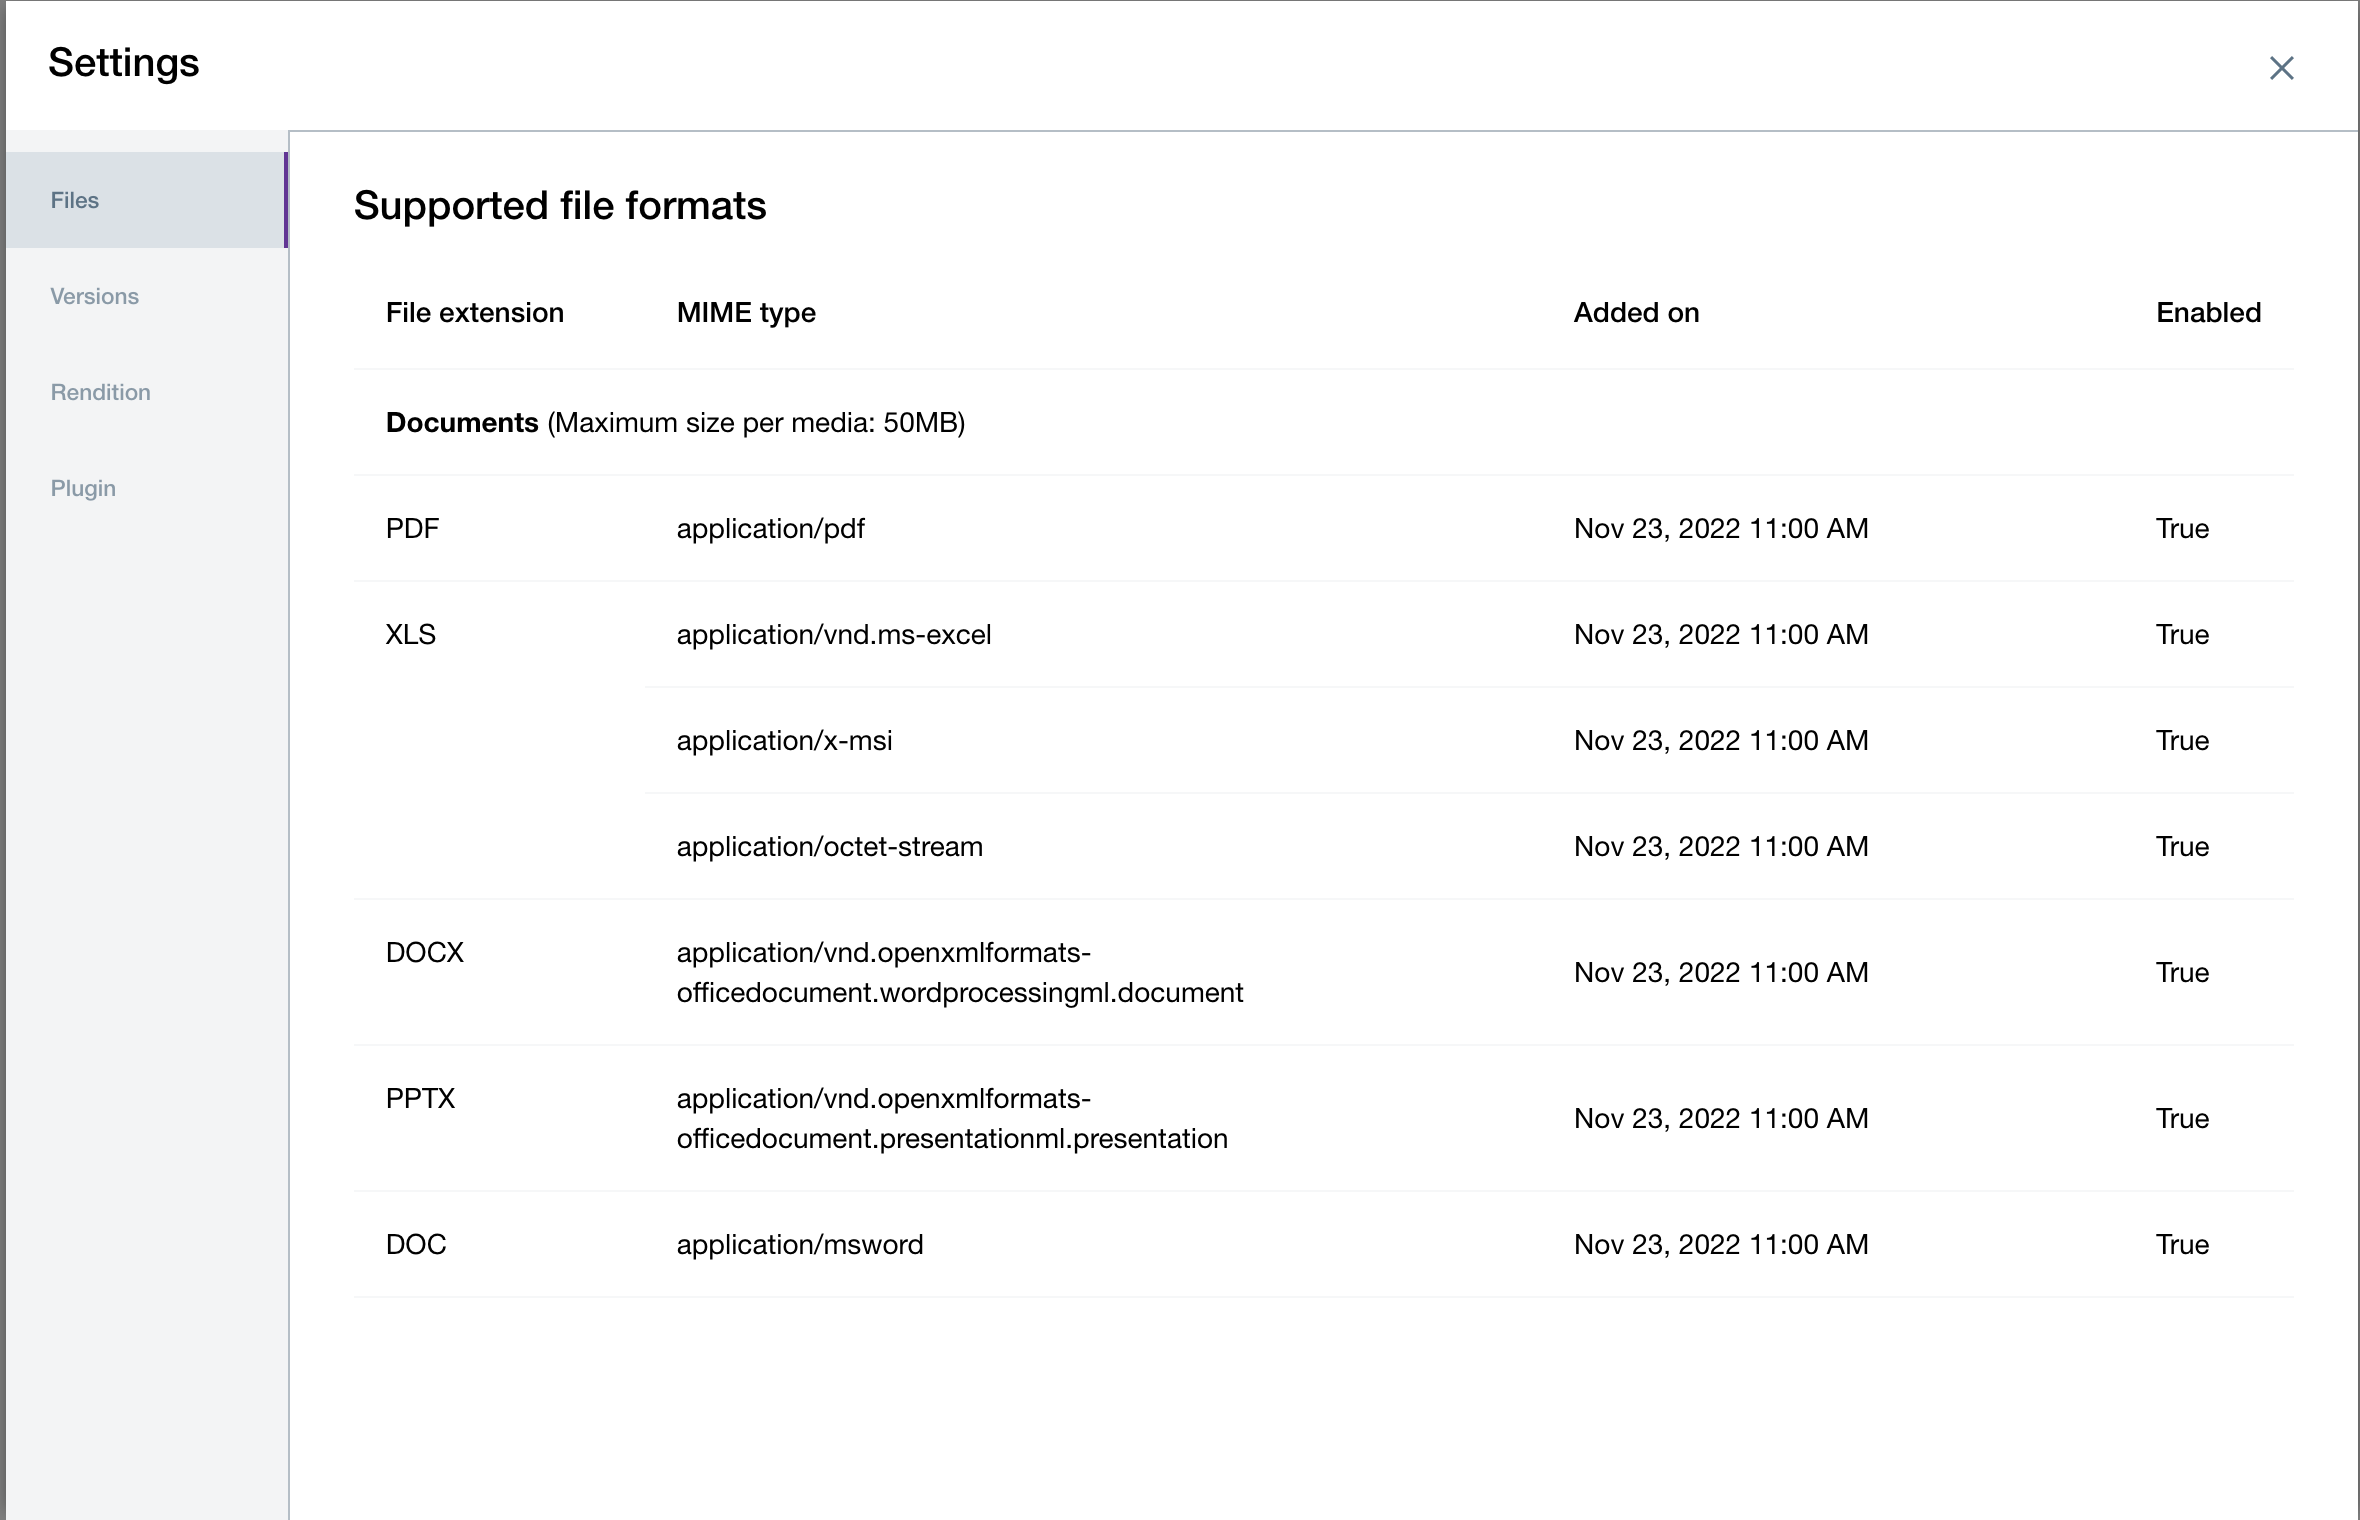 Settings
Files
Versions
Rendition
Plugin
Supported file formats
File extension MIME type Added on Enabled
Documents (Maximum size per media: 50MB)
PDF application/pdf Nov 23, 2022 11:00 AM True
XLS application/vnd.ms-excel Nov 23, 2022 11:00 AM True
application/x-msi Nov 23, 2022 11:00 AM True
application/octet-stream Nov 23, 2022 11:00 AM True
DOCX application/vnd.openxmlformats-
officedocument.wordprocessingml.document Nov 23, 2022 11:00 AM True
PPTX application/vnd.openxmlformats-
officedocument.presentationml.presentation Nov 23, 2022 11:00 AM True
DOC application/msword Nov 23, 2022 11:00 AM True